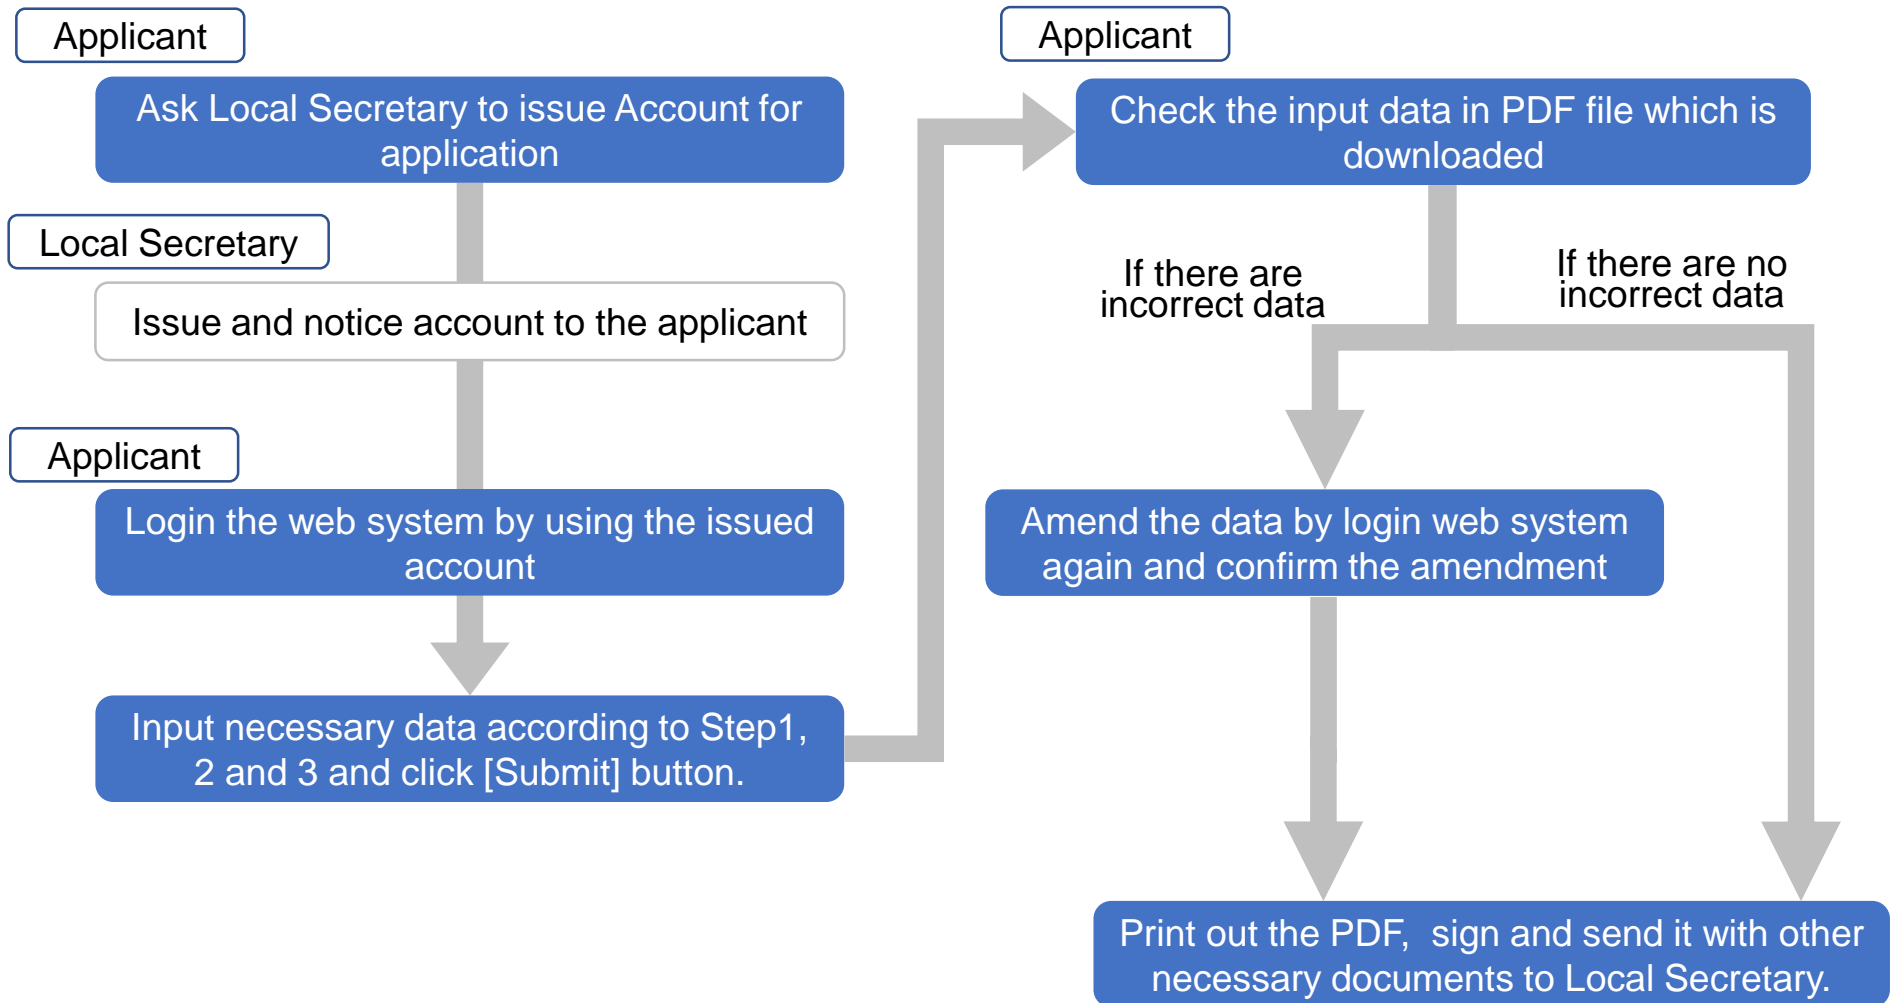 Applicant
Ask Local Secretary to issue Account for
application
Local Secretary
Issue and notice account to the applicant
Applicant
Login the web system by using the issued
account
Input necessary data according to Step1,
2 and 3 and click [Submit] button.
Applicant
Check the input data in PDF file which is
downloaded
If there are
incorrect data
If there are no
incorrect data
Amend the data by login web system
again and confirm the amendment
Print out the PDF,  sign and send it with other
necessary documents to Local Secretary.